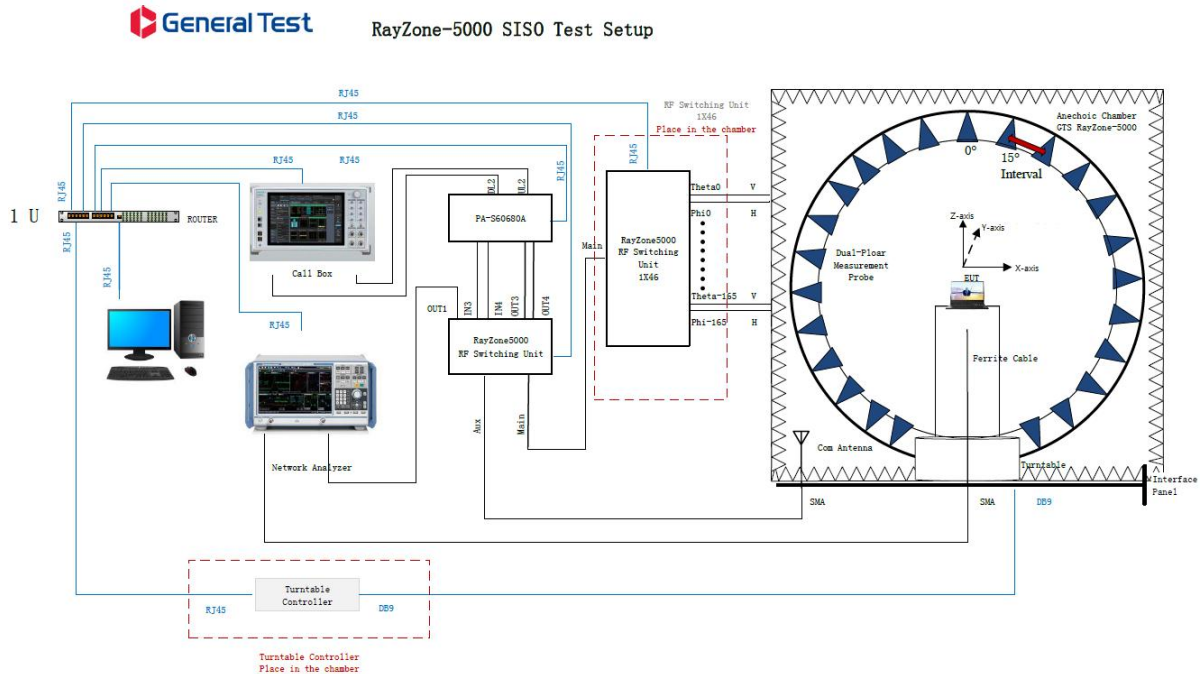 General Test
RayZone-5000 SISO Test Setup
RJ45
RJ45
RJ45
RJ45
RJ45
RJ45
RJ45
RJ45
RJ45
RJ45
1 U
ROUTER
Call Box
Network Analyzer
DL2
UL2
PA-S60680A
OUT1
IN3
IN4
OUT3
OUT4
RayZone5000
RF Switching Unit
Aux
Main
RF Switching Unit
1X46
Place in the chamber
Main
RayZone5000
RF Switching
Unit
1X46
Theta0 V
Phi0 H
Theta-165 V
Phi-165 H
Anechoic Chamber
GTS RayZone-5000
0°
15°
Interval
Dual-Ploar
Measurement
Probe
Z-axis
Y-axis
X-axis
EUT
Ferrite Cable
Com Antenna
Turntable
Interface
Panel
SMA
SMA
DB9
Turntable
Controller
RJ45
DB9
Turntable Controller
Place in the chamber